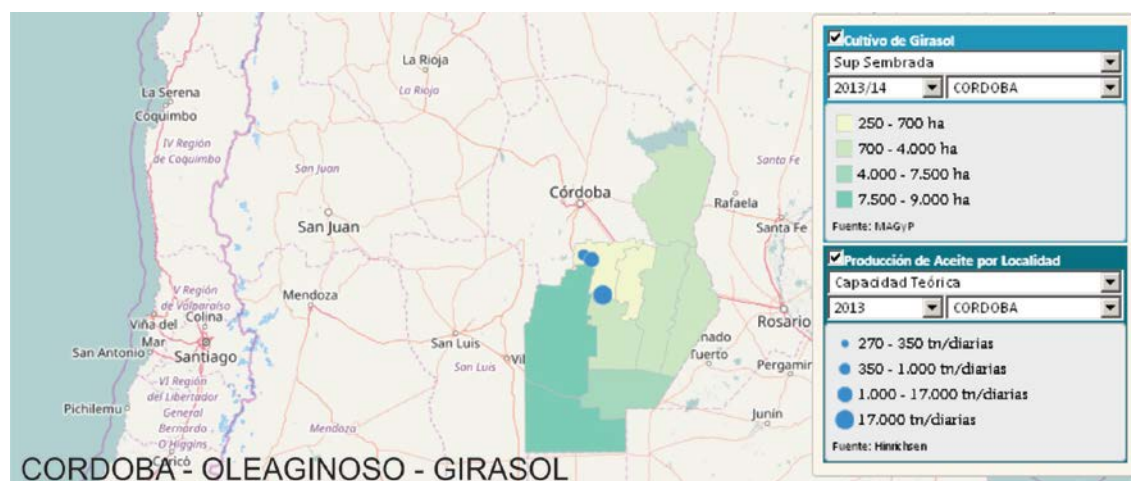 La Rioja
La Rioja
La Serena
Coquimbo
IV Región
de Coquimbo
San Juan
Santa Fe
Córdoba
Rafaela
San Juan
Santa Fe
Mendoza
V Región
de Valparaíso
Colina
Viña del
Mar
San Antonio
Santiago
San Luis
San Luis
Vil
Rosario
nado
Tuerto
Pergamin
VI Región
del Libertador
General
Bernardo
O'Higgins
Pichilemu
Mendoza
Junín
Curicó
CORDOBA - OLEAGINOSO - GIRASOL
Cultivo de Girasol
Sup Sembrada
2013/14 CORDOBA
250 - 700 ha
700 - 4.000 ha
4.000 - 7.500 ha
7.500 - 9.000 ha
Fuente: MAGyP
Producción de Aceite por Localidad
Capacidad Teórica
2013 CORDOBA
270 - 350 tn/diarias
350 - 1.000 tn/diarias
1.000 - 17.000 tn/diarias
17.000 tn/diarias
Fuente: Hinrichsen